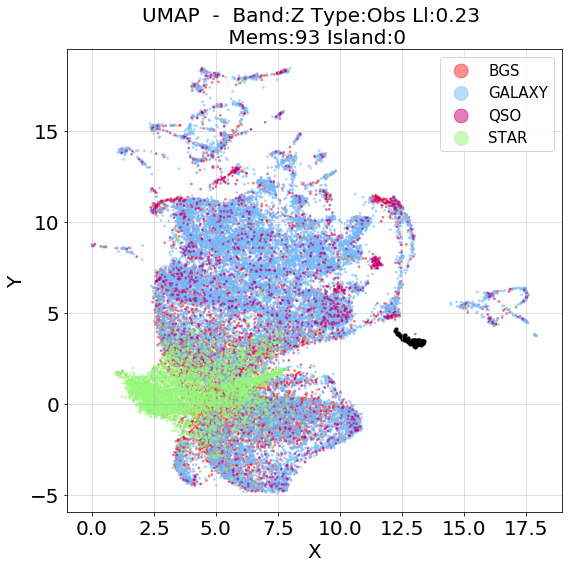 UMAP  -  Band:Z Type:Obs Ll:0.23
Mems:93 Island:0
BGS
GALAXY
QSO
STAR
Y
15
10
5
0
−5
0.0 2.5 5.0 7.5 10.0 12.5 15.0 17.5
X